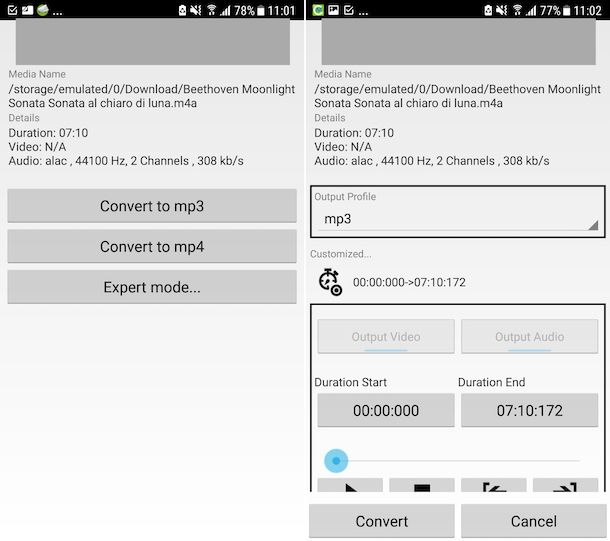 ... 78% 11:01
Media Name
/storage/emulated/0/Download/Beethoven Moonlight
Sonata Sonata al chiaro di luna.m4a
Details
Duration: 07:10
Video: N/A
Audio: alac , 44100 Hz, 2 Channels , 308 kb/s
Convert to mp3
Convert to mp4
Expert mode...
... 77% 11:02
Media Name
/storage/emulated/0/Download/Beethoven Moonlight
Sonata Sonata al chiaro di luna.m4a
Details
Duration: 07:10
Video: N/A
Audio: alac , 44100 Hz, 2 Channels , 308 kb/s
Output Profile
mp3
Customized...
00:00:000->07:10:172
Output Video Output Audio
Duration Start Duration End
00:00:000 07:10:172
Convert Cancel